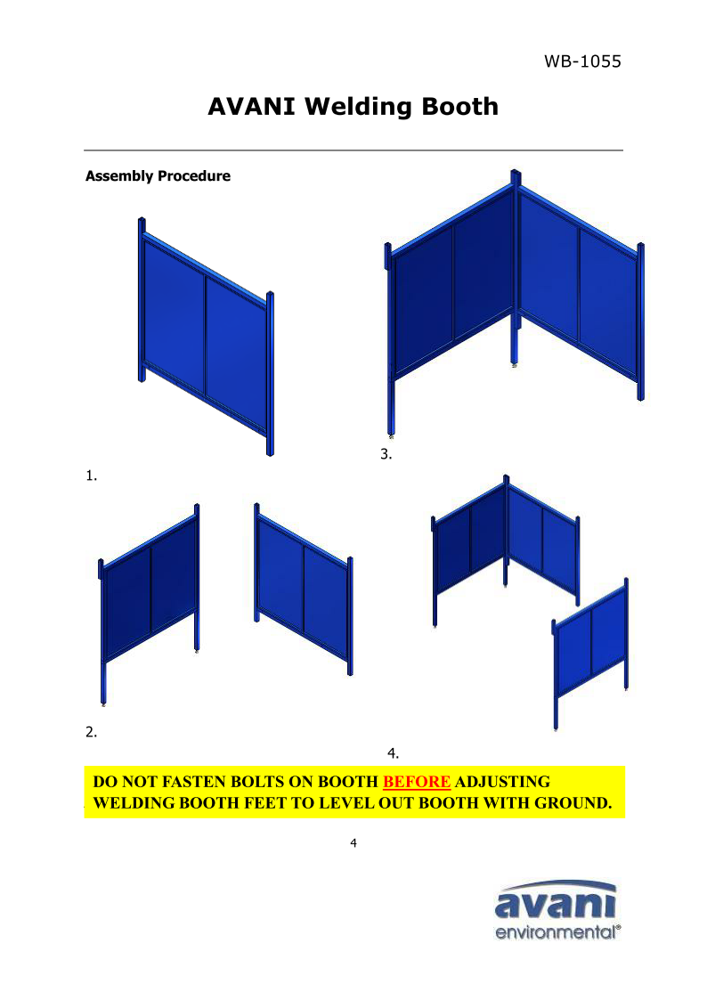 WB-1055
AVANI Welding Booth
Assembly Procedure
3.
1.
2.
4.
DO NOT FASTEN BOLTS ON BOOTH BEFORE ADJUSTING
WELDING BOOTH FEET TO LEVEL OUT BOOTH WITH GROUND.
4
avani
environmental®